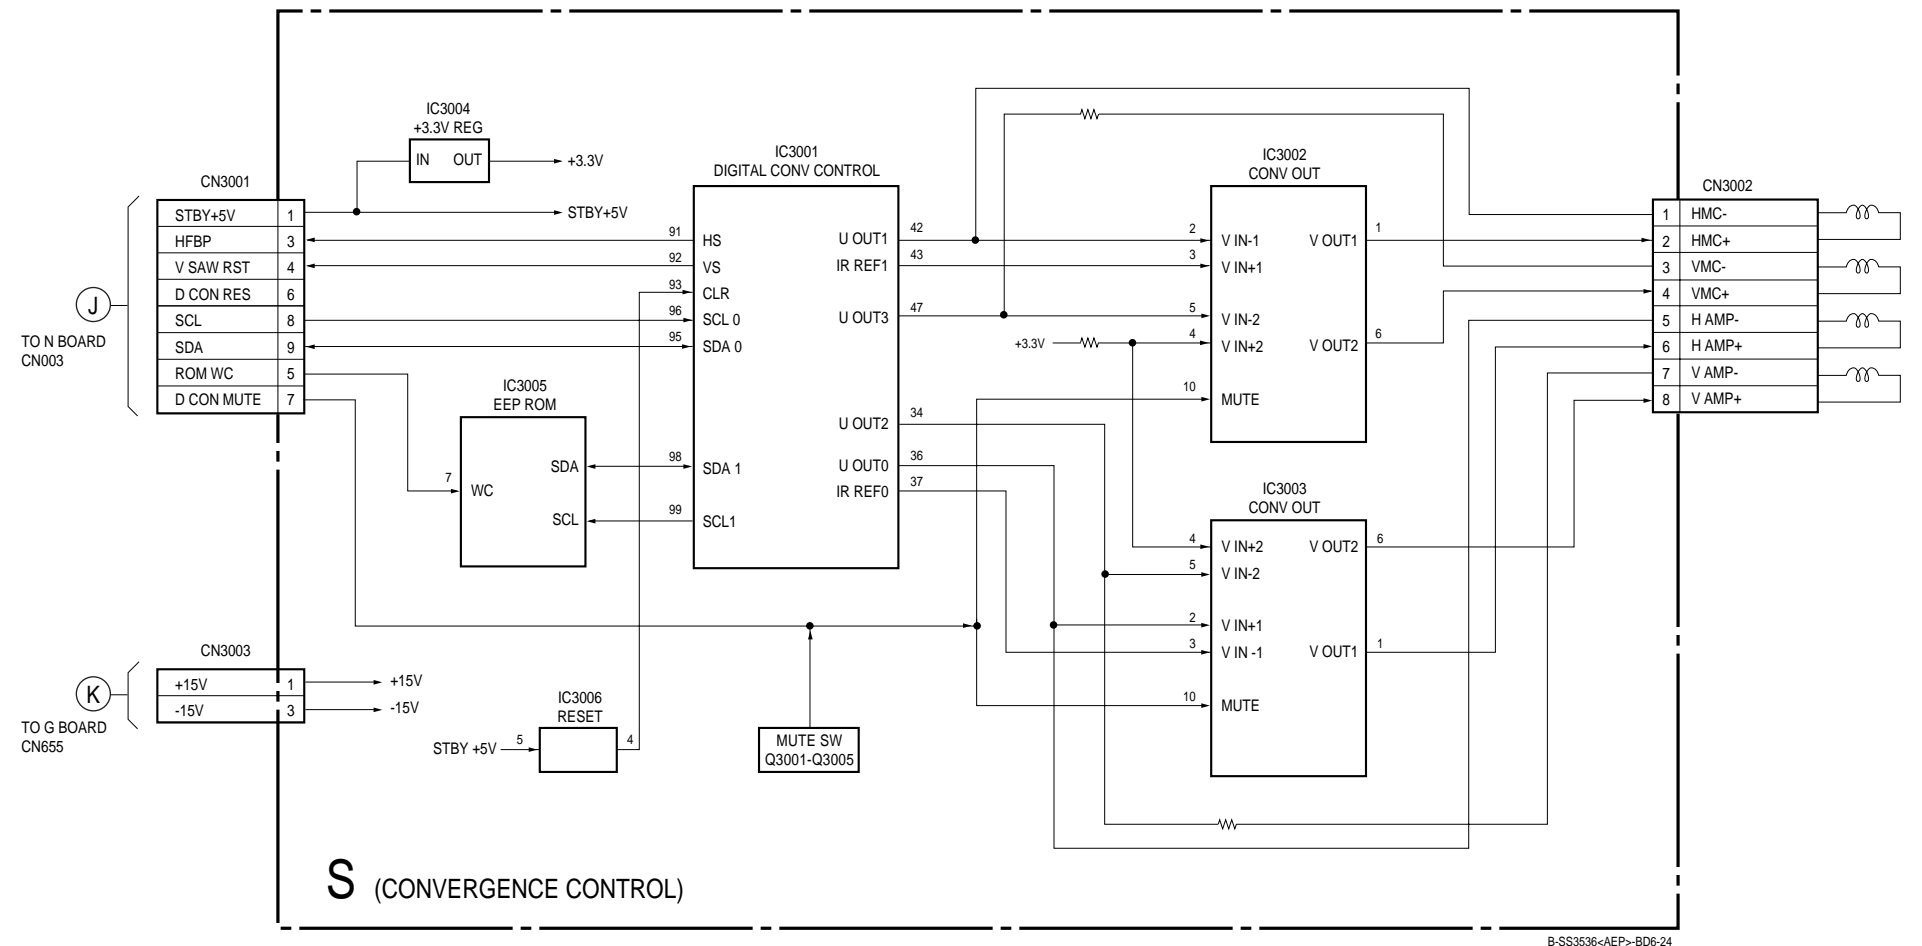 IC3004
+3.3V REG
IN OUT
+3.3V
STBY+5V
CN3001
STBY+5V 1
HFBP 3
V SAW RST 4
D CON RES 6
SCL 8
SDA 9
ROM WC 5
D CON MUTE 7
J
TO N BOARD
CN003
IC3001
DIGITAL CONV CONTROL
91 HS
92 VS
93 CLR
96 SCL 0
95 SDA 0
98 SDA 1
99 SCL1
U OUT1 42
IR REF1 43
U OUT3 47
U OUT2 34
U OUT0 36
IR REF0 37
IC3005
EEP ROM
7 WC
SDA
SCL
IC3002
CONV OUT
2 V IN-1 V OUT1 1
3 V IN+1
5 V IN-2
+3.3V
4 V IN+2 V OUT2 6
10 MUTE
IC3003
CONV OUT
4 V IN+2 V OUT2 6
5 V IN-2
2 V IN+1
3 V IN -1 V OUT1 1
10 MUTE
CN3002
1 HMC-
2 HMC+
3 VMC-
4 VMC+
5 H AMP-
6 H AMP+
7 V AMP-
8 V AMP+
CN3003
+15V 1 +15V
-15V 3 -15V
K
TO G BOARD
CN655
IC3006
RESET
STBY +5V 5 4
MUTE SW
Q3001-Q3005
S (CONVERGENCE CONTROL)
B-SS3536<AEP>-BD6-24